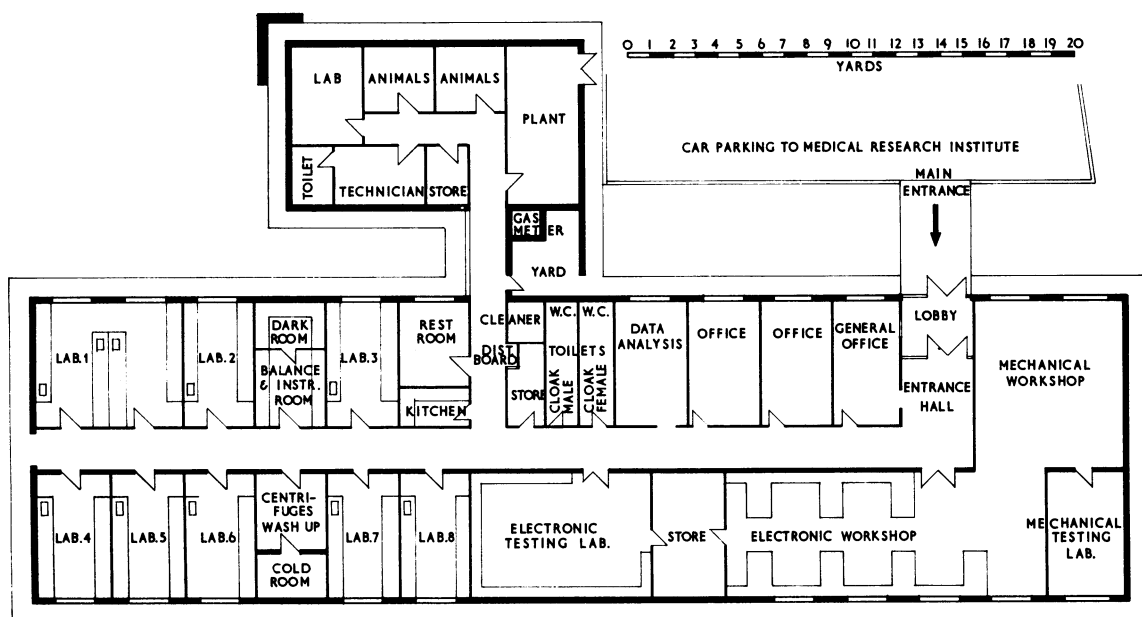 0 1 2 3 4 5 6 7 8 9 10 11 12 13 14 15 16 17 18 19 20
YARDS
LAB
ANIMALS
ANIMALS
PLANT
CAR PARKING TO MEDICAL RESEARCH INSTITUTE
TOILET
TECHNICIAN
STORE
MAIN
ENTRANCE
GAS
METER
YARD
LAB.1
LAB.2
DARK
ROOM
BALANCE
& INSTR.
ROOM
LAB.3
REST
ROOM
KITCHEN
CLEANER
DIST
BOARD
STORE
W.C.
W.C.
TOILETS
CLOAK
MALE
CLOAK
FEMALE
DATA
ANALYSIS
OFFICE
OFFICE
GENERAL
OFFICE
LOBBY
ENTRANCE
HALL
MECHANICAL
WORKSHOP
LAB.4
LAB.5
LAB.6
CENTRI-
FUGES
WASH UP
COLD
ROOM
LAB.7
LAB.8
ELECTRONIC
TESTING LAB.
STORE
ELECTRONIC WORKSHOP
MECHANICAL
TESTING
LAB.